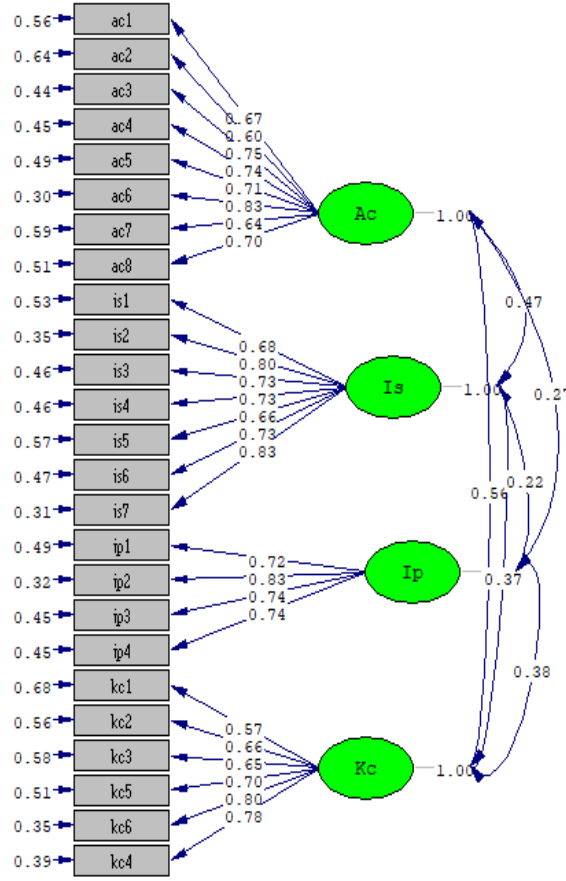 0.56 ac1
0.64 ac2
0.44 ac3
0.45 ac4
0.49 ac5
0.30 ac6
0.59 ac7
0.51 ac8
0.53 is1
0.35 is2
0.46 is3
0.46 is4
0.57 is5
0.47 is6
0.31 is7
0.49 ip1
0.32 ip2
0.45 ip3
0.45 ip4
0.68 kc1
0.56 kc2
0.58 kc3
0.51 kc5
0.35 kc6
0.39 kc4
0.67
0.60
0.75
0.74
0.71
0.83
0.64
0.70
0.68
0.80
0.73
0.73
0.66
0.73
0.83
0.72
0.83
0.74
0.74
0.57
0.66
0.65
0.70
0.80
0.78
Ac 1.00
Is 1.00
Ip
Kc 1.00
0.47
0.27
0.56
0.22
0.37
0.38